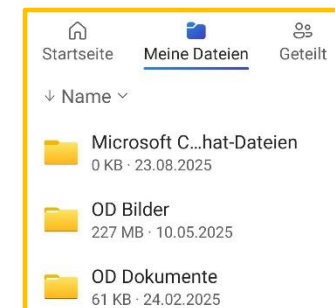 Startseite Meine Dateien Geteilt
Name
Microsoft C...hat-Dateien
0 KB · 23.08.2025
OD Bilder
227 MB · 10.05.2025
OD Dokumente
61 KB · 24.02.2025